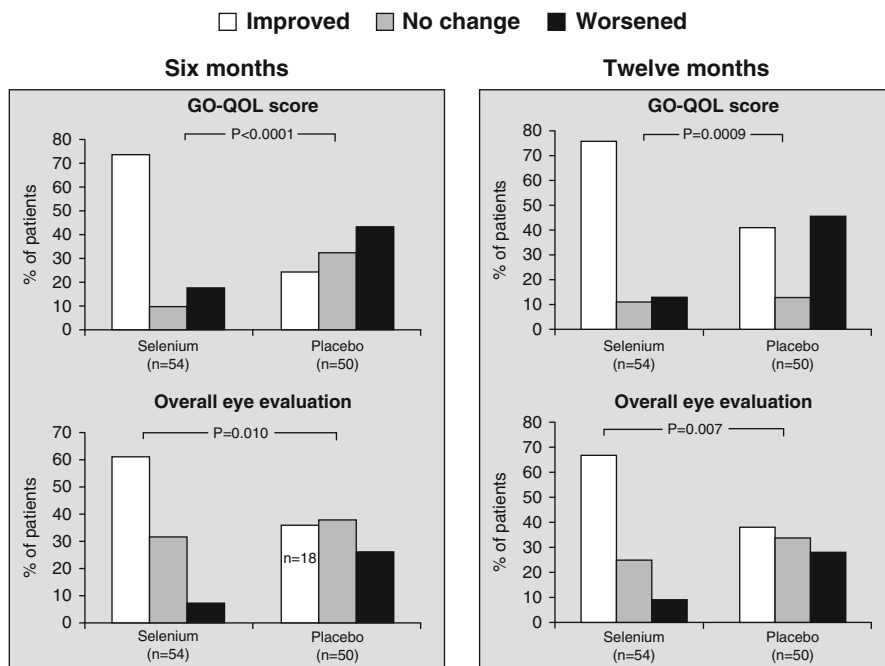 Improved No change Worsened
Six months
GO-QOL score
P<0.0001
% of patients
80
70
60
50
40
30
20
10
0
Selenium
(n=54)
Placebo
(n=50)
Overall eye evaluation
P=0.010
% of patients
70
60
50
40
30
20
10
0
n=18
Selenium
(n=54)
Placebo
(n=50)
Twelve months
GO-QOL score
P=0.0009
% of patients
80
70
60
50
40
30
20
10
0
Selenium
(n=54)
Placebo
(n=50)
Overall eye evaluation
P=0.007
% of patients
80
70
60
50
40
30
20
10
0
Selenium
(n=54)
Placebo
(n=50)